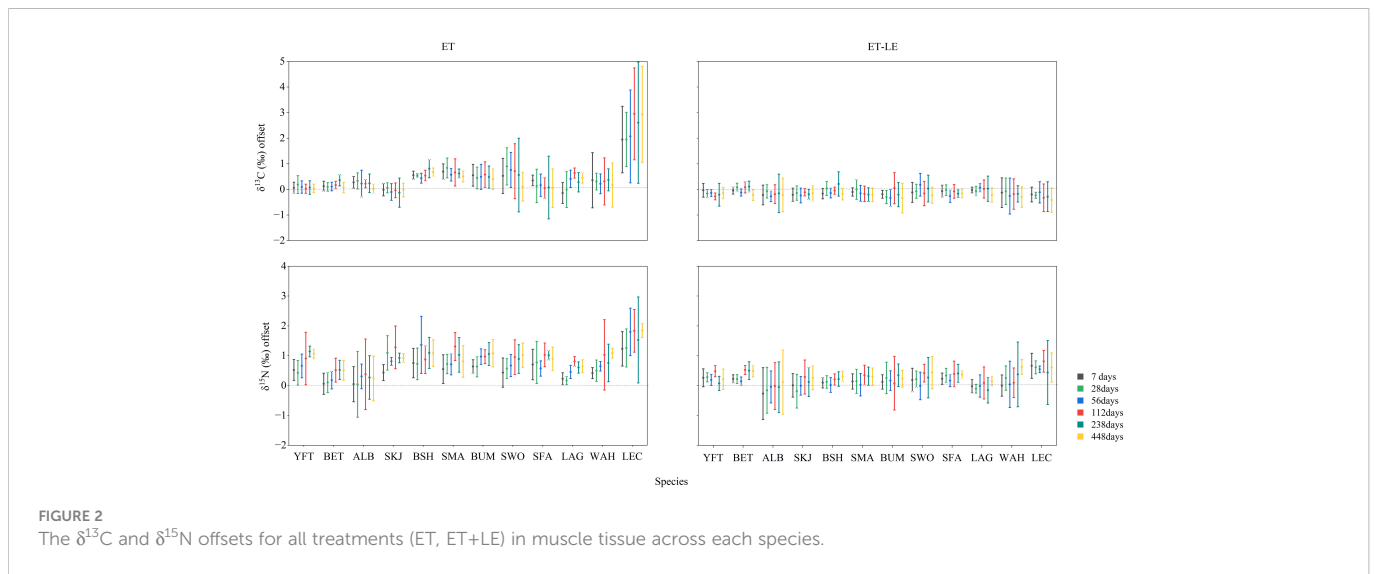 ET
ET-LE
5
4
3
2
1
0
−1
−2
δ13C (‰) offset
4
3
2
1
0
−1
−2
δ15N (‰) offset
YFT BET ALB SKJ BSH SMA BUM SWO SFA LAG WAH LEC
YFT BET ALB SKJ BSH SMA BUM SWO SFA LAG WAH LEC
Species
7 days
28days
56days
112days
238days
448days
FIGURE 2
The δ13C and δ15N offsets for all treatments (ET, ET+LE) in muscle tissue across each species.